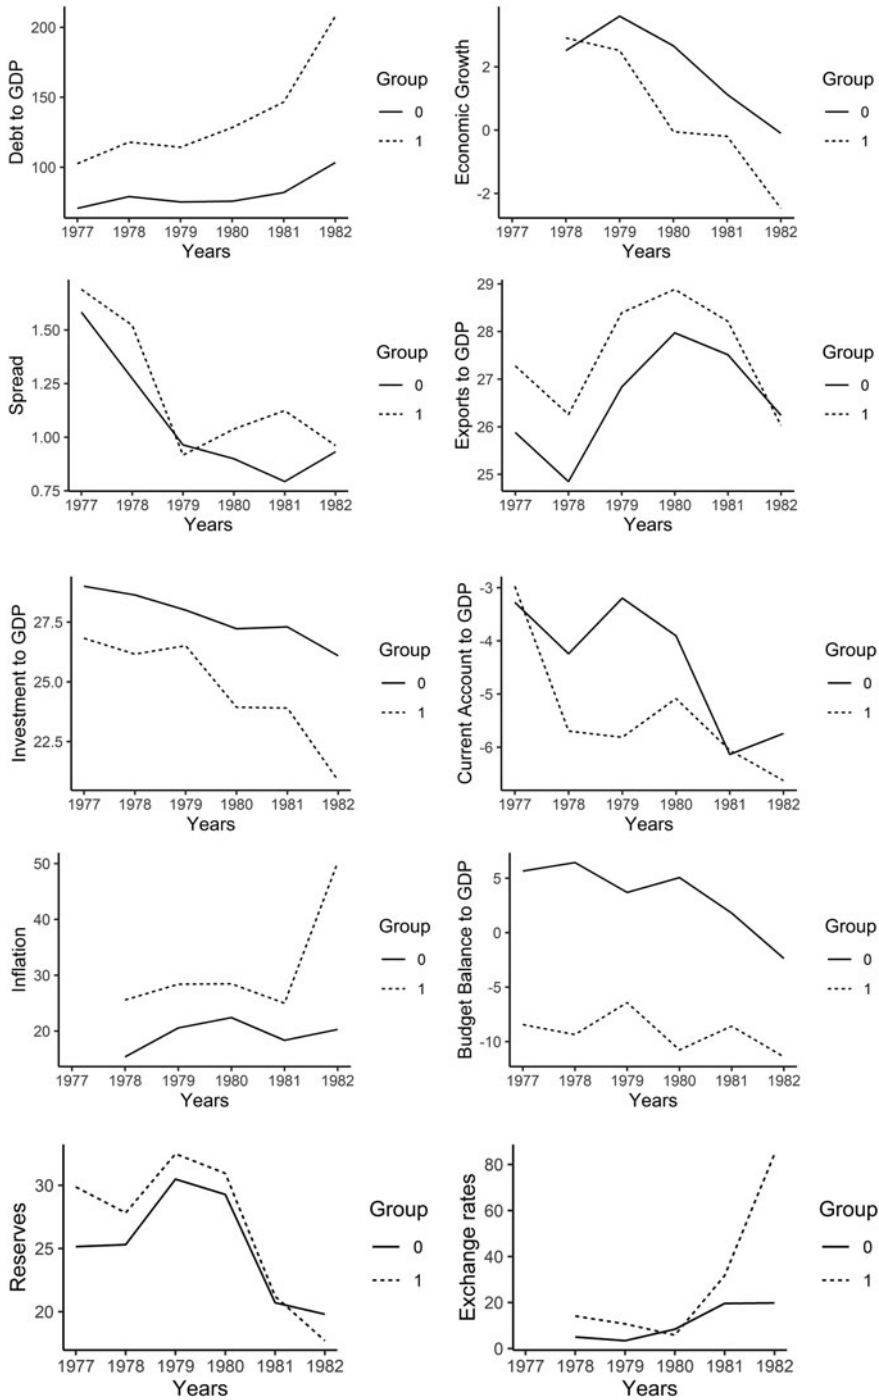 Debt to GDP
200
150
100
1977 1978 1979 1980 1981 1982
Years
Group
0
1
Economic Growth
2
0
-2
1977 1978 1979 1980 1981 1982
Years
Group
0
1
Spread
1.50
1.25
1.00
0.75
1977 1978 1979 1980 1981 1982
Years
Group
0
1
Exports to GDP
29
28
27
26
25
1977 1978 1979 1980 1981 1982
Years
Group
0
1
Investment to GDP
27.5
25.0
22.5
1977 1978 1979 1980 1981 1982
Years
Group
0
1
Current Account to GDP
-3
-4
-5
-6
1977 1978 1979 1980 1981 1982
Years
Group
0
1
Inflation
50
40
30
20
1977 1978 1979 1980 1981 1982
Years
Group
0
1
Budget Balance to GDP
5
0
-5
-10
1977 1978 1979 1980 1981 1982
Years
Group
0
1
Reserves
30
25
20
1977 1978 1979 1980 1981 1982
Years
Group
0
1
Exchange rates
80
60
40
20
0
1977 1978 1979 1980 1981 1982
Years
Group
0
1